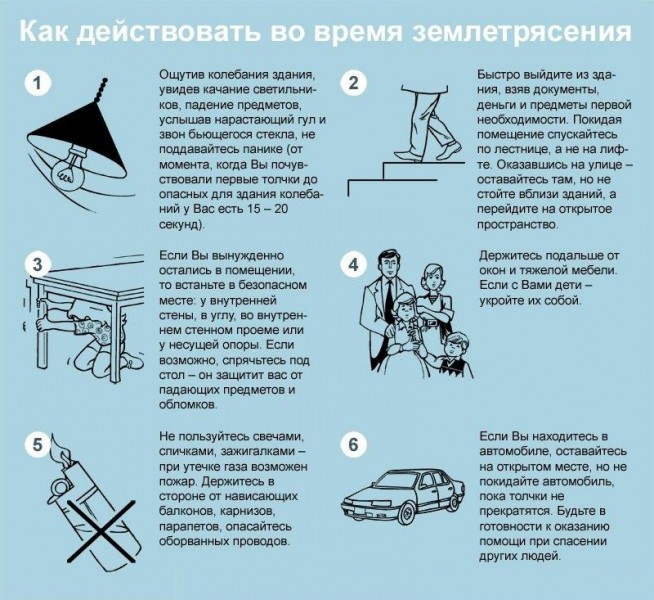 Как действовать во время землетрясения
1
Ощутив колебания здания,
увидев качание светильни-
ков, падение предметов,
услышав нарастающий гул и
звон бьющегося стекла, не
поддавайтесь панике (от
момента, когда Вы почув-
ствовали первые толчки до
опасных для здания колеба-
ний у Вас есть 15 – 20
секунд).
2
Быстро выйдите из зда-
ния, взяв документы,
деньги и предметы первой
необходимости. Покидая
помещение спускайтесь
по лестнице, а не на лиф-
те. Оказавшись на улице –
оставайтесь там, но не
стойте вблизи зданий, а
перейдите на открытое
пространство.
3
Если Вы вынужденно
остались в помещении,
то встаньте в безопасном
месте: у внутренней
стены, в углу, во внутрен-
нем стенном проеме или
у несущей опоры. Если
возможно, спрячьтесь под
стол – он защитит вас от
падающих предметов и
обломков.
4
Держитесь подальше от
окон и тяжелой мебели.
Если с Вами дети –
укройте их собой.
5
Не пользуйтесь свечами,
спичками, зажигалками –
при утечке газа возможен
пожар. Держитесь в
стороне от нависающих
балконов, карнизов,
парапетов, опасайтесь
оборванных проводов.
6
Если Вы находитесь в
автомобиле, оставайтесь
на открытом месте, но не
покидайте автомобиль,
пока толчки не
прекратятся. Будьте в
готовности к оказанию
помощи при спасении
других людей.